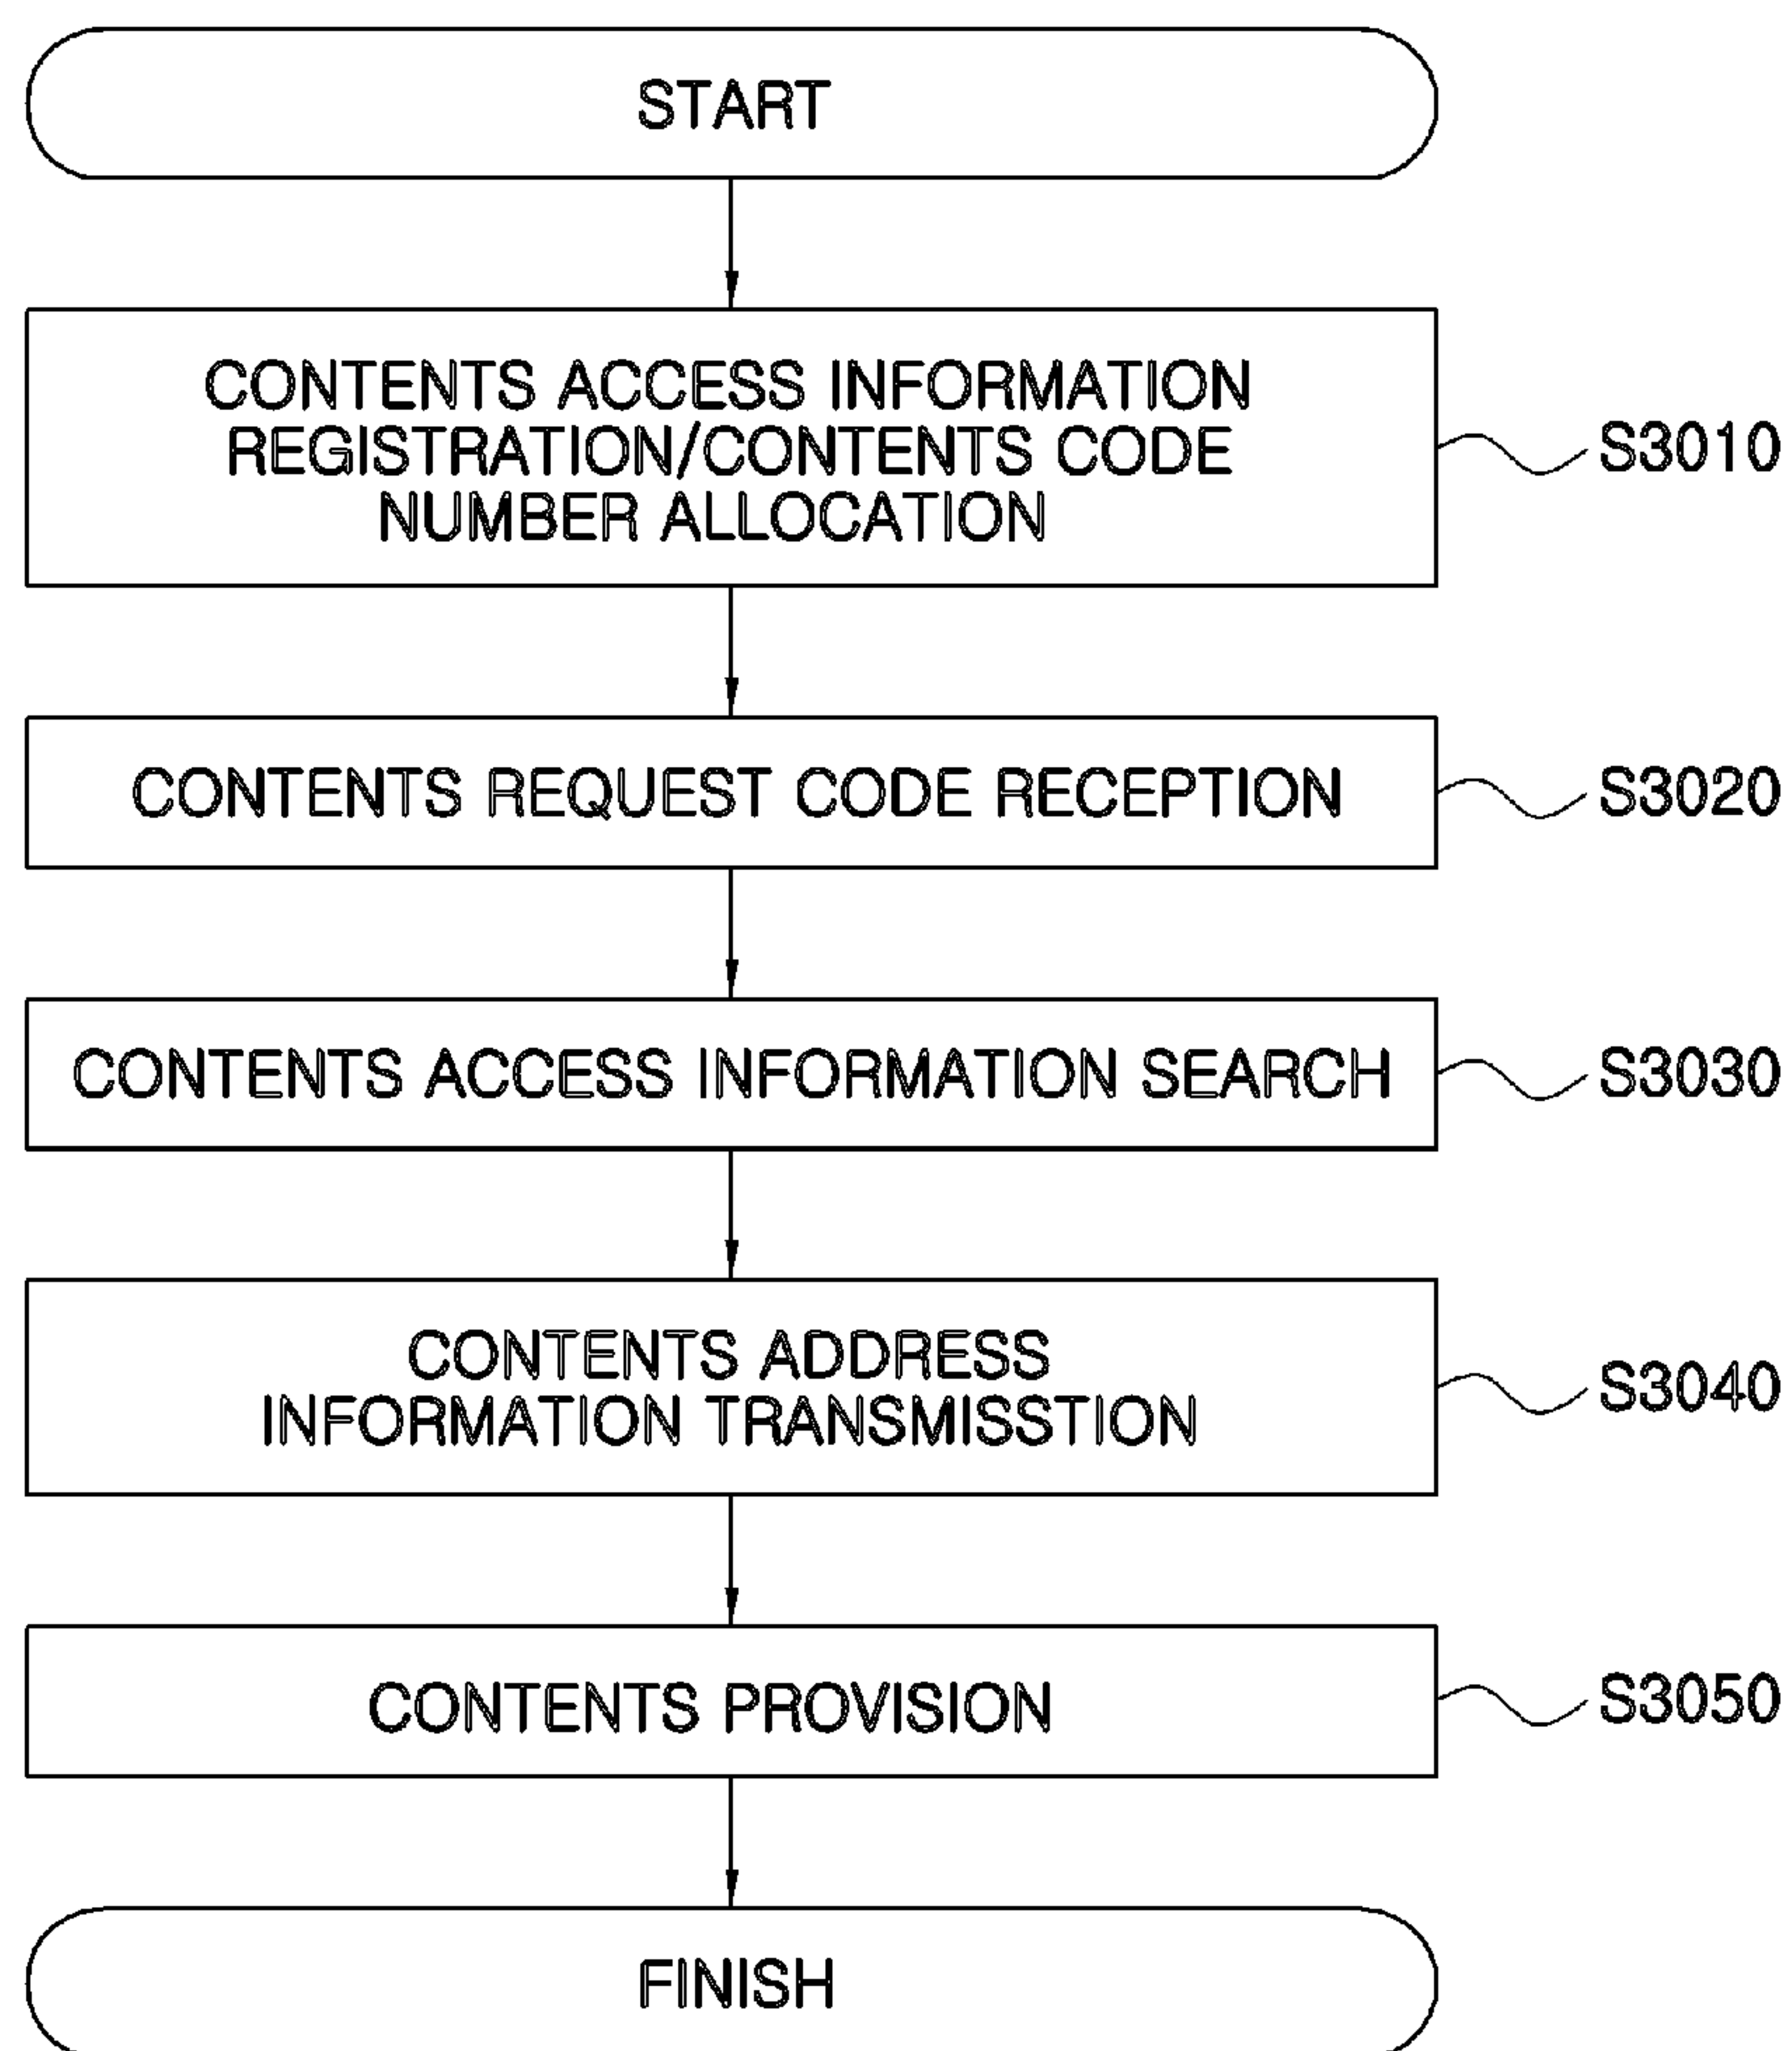 START
CONTENTS ACCESS INFORMATION
REGISTRATION/CONTENTS CODE
NUMBER ALLOCATION
S3010
CONTENTS REQUEST CODE RECEPTION
S3020
CONTENTS ACCESS INFORMATION SEARCH
S3030
CONTENTS ADDRESS
INFORMATION TRANSMISSTION
S3040
CONTENTS PROVISION
S3050
FINISH